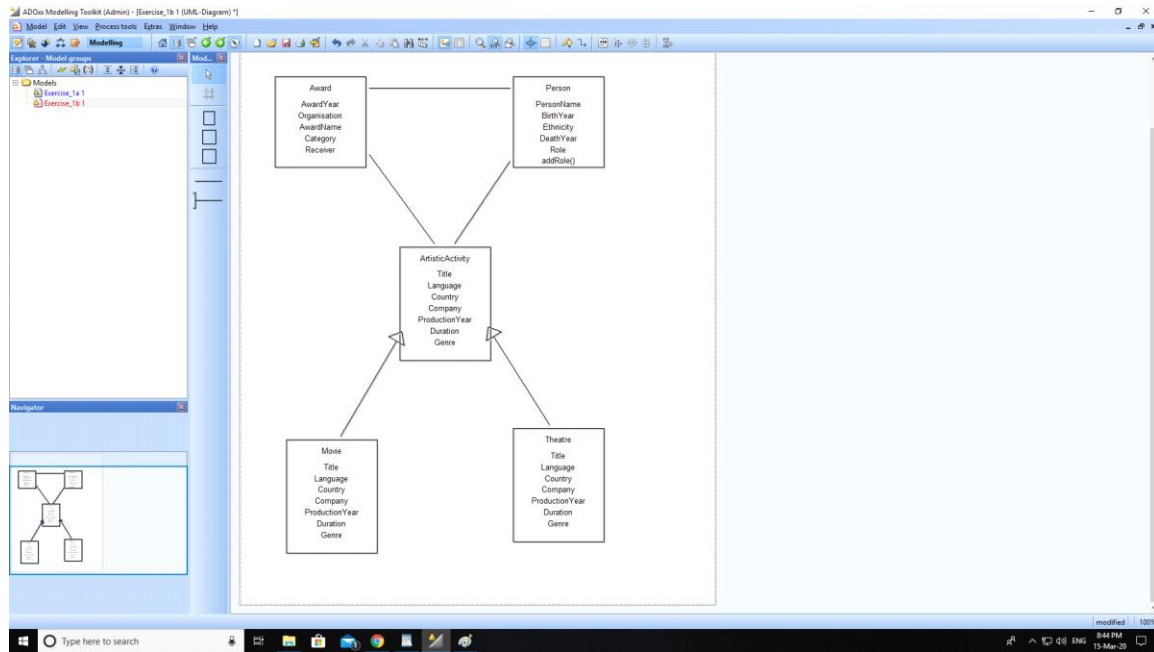 ADOxx Modelling Toolkit (Admin) - [Exercise_1b 1 (UML-Diagram) *]
Model Edit View Process tools Extras Window Help
Modelling
Explorer - Model groups
Mod...
Models
Exercise_1a 1
Exercise_1b 1
Award
AwardYear
Organisation
AwardName
Category
Receiver
Person
PersonName
BirthYear
Ethnicity
DeathYear
Role
addRole()
ArtisticActivity
Title
Language
Country
Company
ProductionYear
Duration
Genre
Navigator
Movie
Title
Language
Country
Company
ProductionYear
Duration
Genre
Theatre
Title
Language
Country
Company
ProductionYear
Duration
Genre
modified 100%
Type here to search
ENG
8:44 PM
15-Mar-20